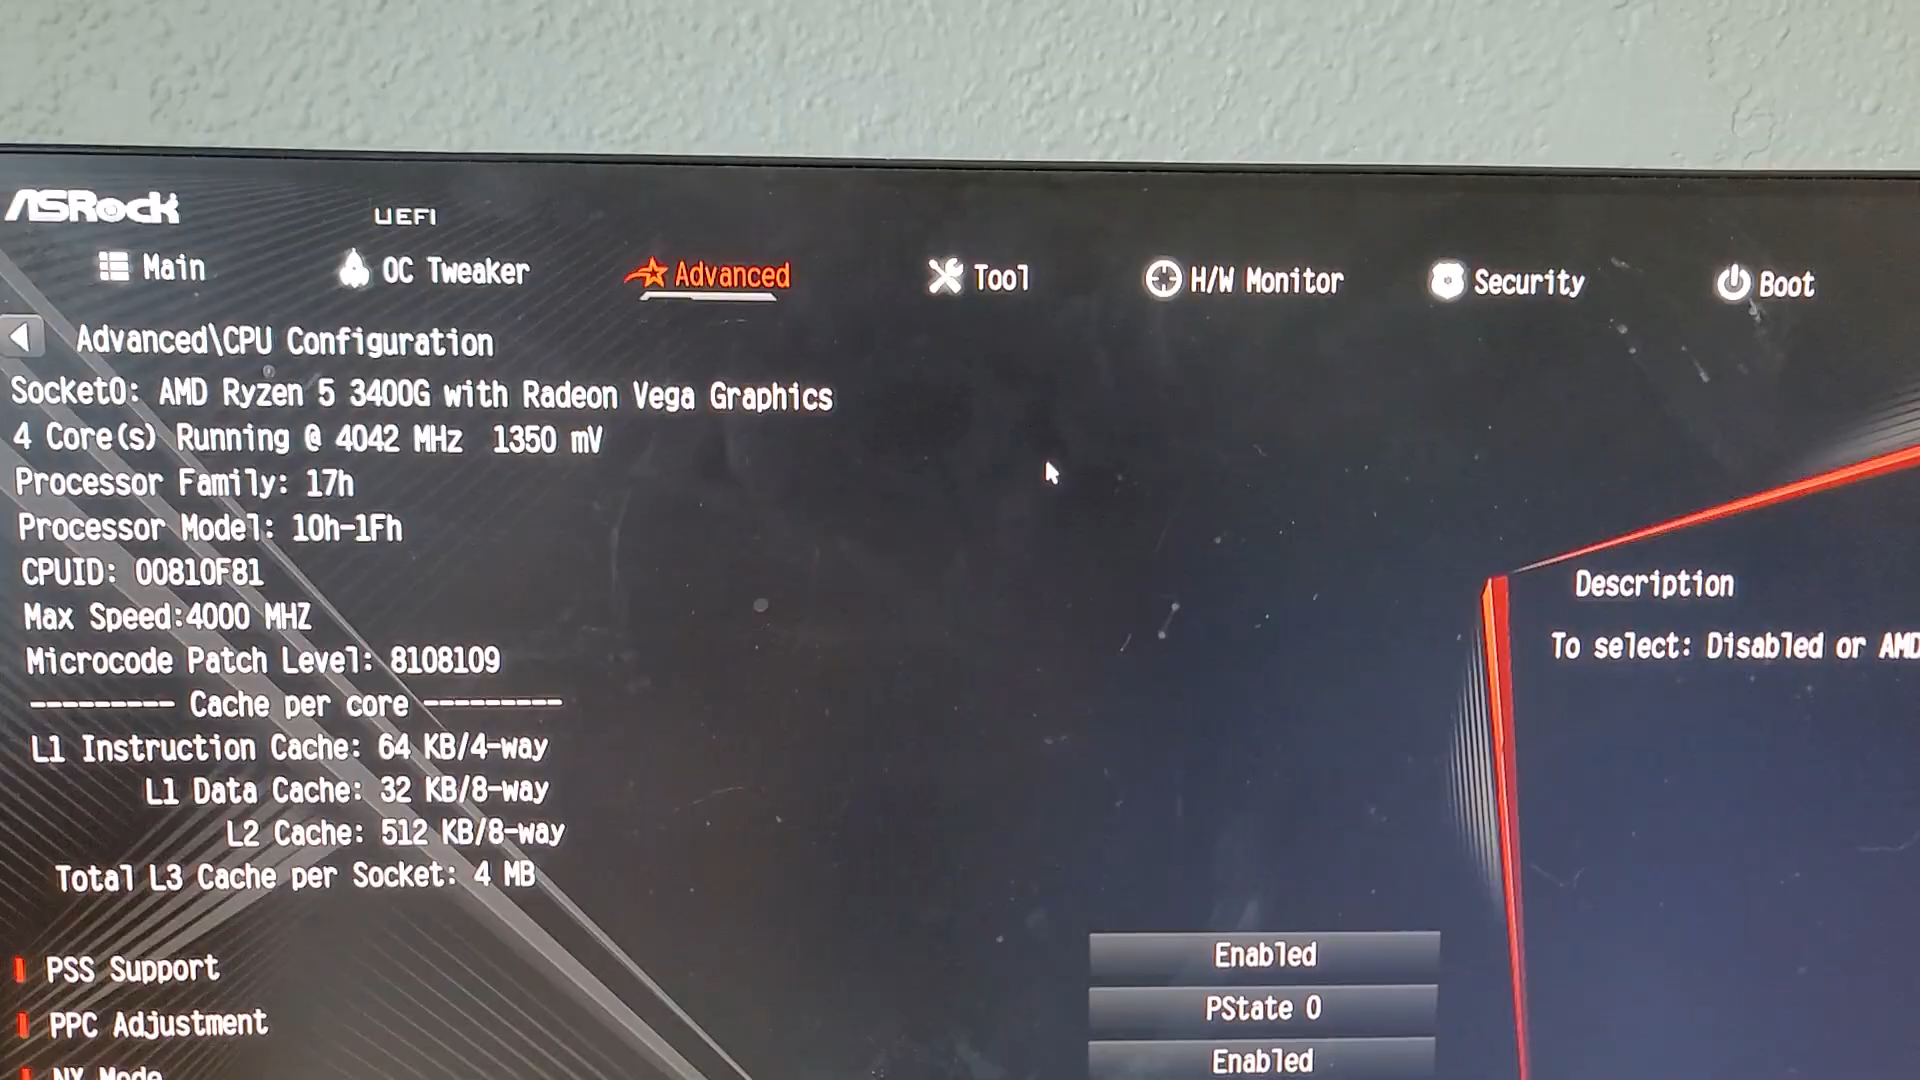 ASRock UEFI
Main OC Tweaker Advanced Tool H/W Monitor Security Boot
Advanced\CPU Configuration
Socket0: AMD Ryzen 5 3400G with Radeon Vega Graphics
4 Core(s) Running @ 4042 MHz 1350 mV
Processor Family: 17h
Processor Model: 10h-1Fh
CPUID: 00810F81
Max Speed:4000 MHZ
Microcode Patch Level: 8108109
--------- Cache per core ---------
L1 Instruction Cache: 64 KB/4-way
L1 Data Cache: 32 KB/8-way
L2 Cache: 512 KB/8-way
Total L3 Cache per Socket: 4 MB
PSS Support Enabled
PPC Adjustment PState 0
NX Mode Enabled
Description
To select: Disabled or AMD